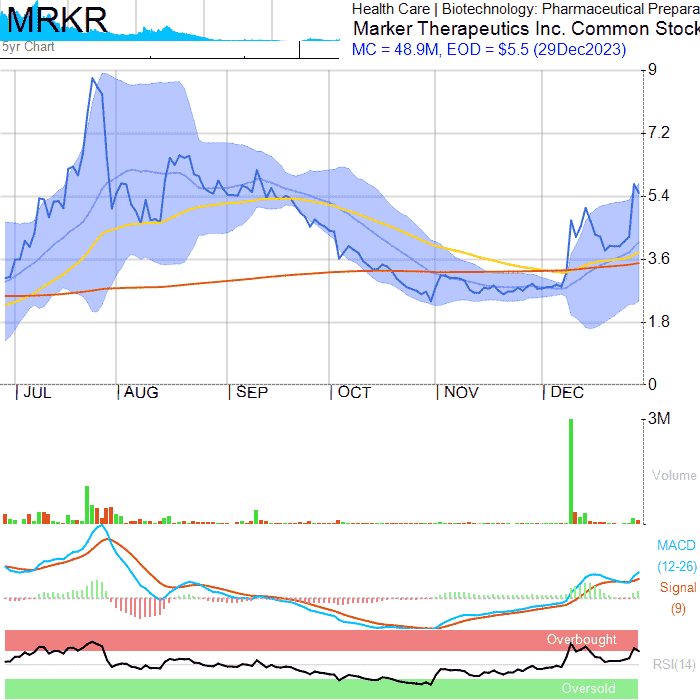 MRKR
5yr Chart
Health Care | Biotechnology: Pharmaceutical Prepara
Marker Therapeutics Inc. Common Stock
MC = 48.9M, EOD = $5.5 (29Dec2023)
9
7.2
5.4
3.6
1.8
0
JUL
AUG
SEP
OCT
NOV
DEC
3M
Volume
MACD
(12-26)
Signal
(9)
Overbought
RSI(14)
Oversold